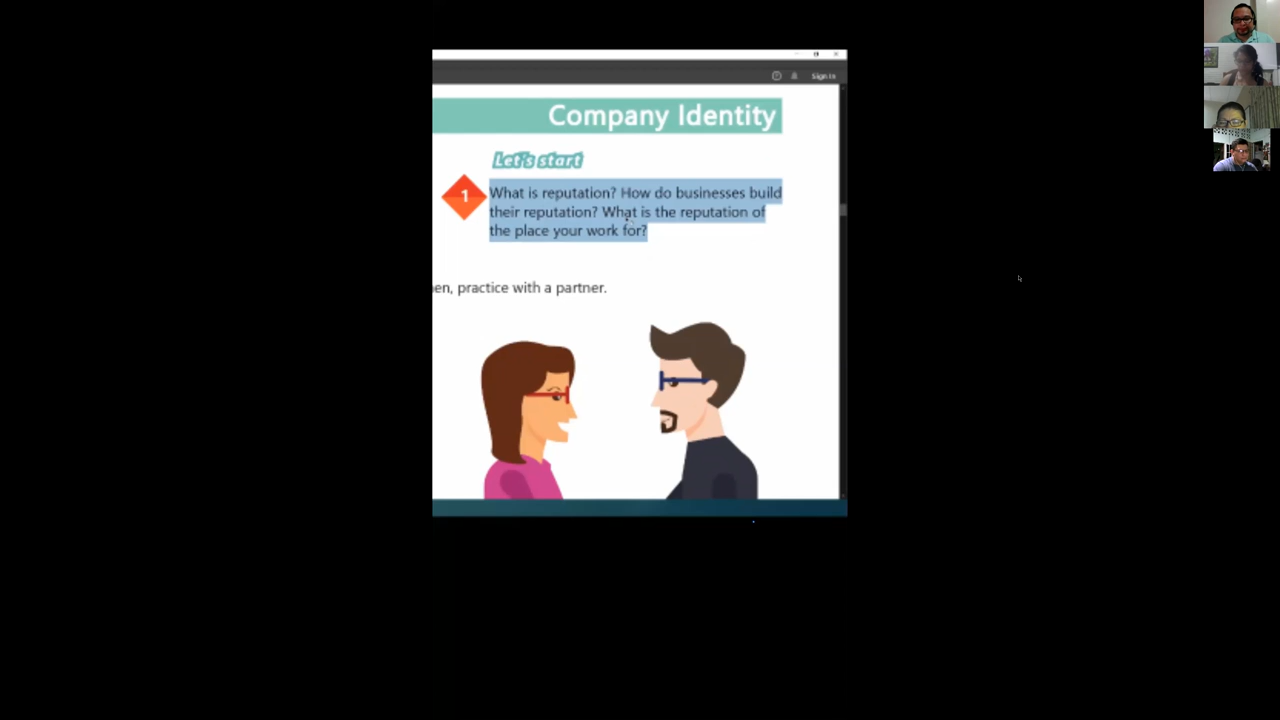 Sign In
Company Identity
Let's start
1
What is reputation? How do businesses build
their reputation? What is the reputation of
the place your work for?
en, practice with a partner.